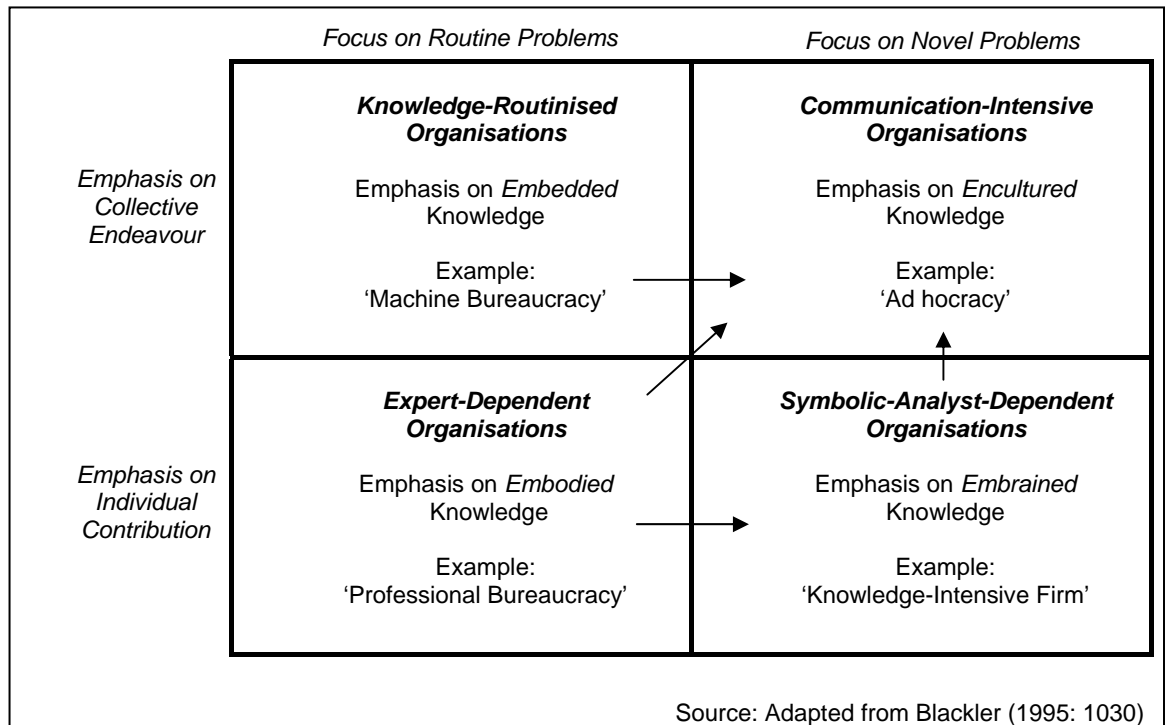 Focus on Routine Problems
Focus on Novel Problems
Emphasis on
Collective
Endeavour
Knowledge-Routinised
Organisations
Emphasis on Embedded
Knowledge
Example:
‘Machine Bureaucracy’
Communication-Intensive
Organisations
Emphasis on Encultured
Knowledge
Example:
‘Ad hocracy’
Emphasis on
Individual
Contribution
Expert-Dependent
Organisations
Emphasis on Embodied
Knowledge
Example:
‘Professional Bureaucracy’
Symbolic-Analyst-Dependent
Organisations
Emphasis on Embrained
Knowledge
Example:
‘Knowledge-Intensive Firm’
Source: Adapted from Blackler (1995: 1030)